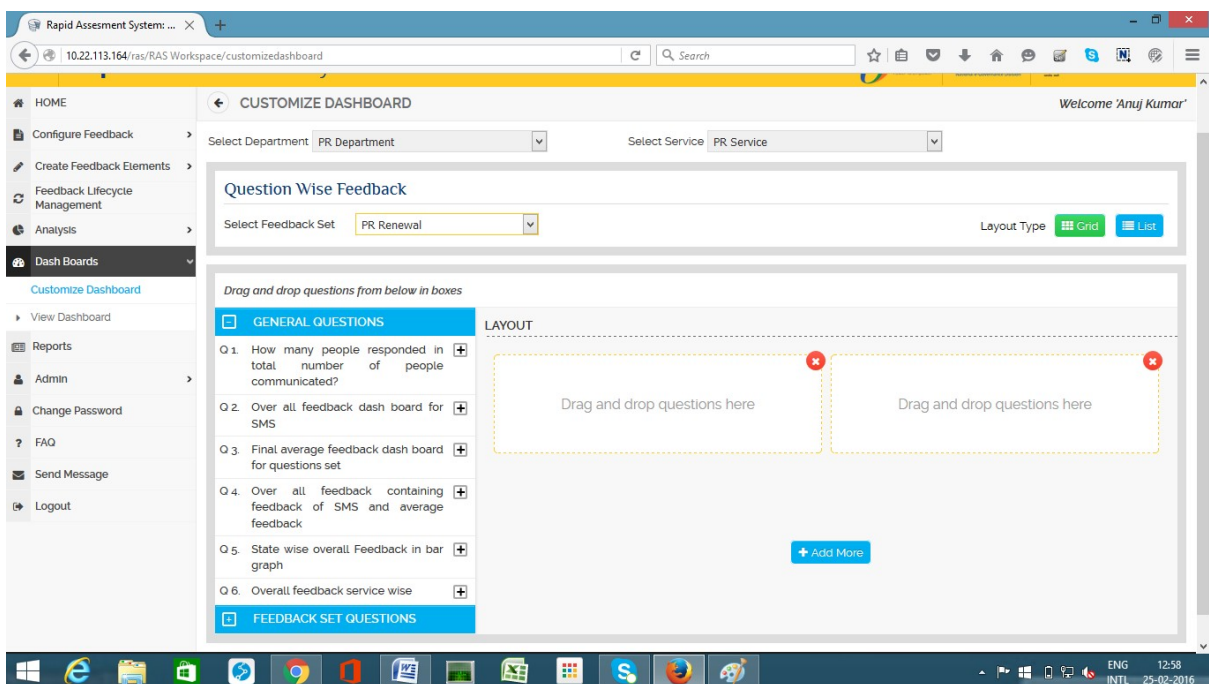 Rapid Assesment System: ...
10.22.113.164/ras/RAS Workspace/customizedashboard
Search
HOME
CUSTOMIZE DASHBOARD
Welcome 'Anuj Kumar'
Configure Feedback
Select Department PR Department
Select Service PR Service
Create Feedback Elements
Feedback Lifecycle
Management
Question Wise Feedback
Select Feedback Set PR Renewal
Layout Type Grid List
Analysis
Dash Boards
Customize Dashboard
View Dashboard
Reports
Admin
Change Password
FAQ
Send Message
Logout
Drag and drop questions from below in boxes
GENERAL QUESTIONS
Q 1. How many people responded in
total number of people
communicated?
Q 2. Over all feedback dash board for
SMS
Q 3. Final average feedback dash board
for questions set
Q 4. Over all feedback containing
feedback of SMS and average
feedback
Q 5. State wise overall Feedback in bar
graph
Q 6. Overall feedback service wise
FEEDBACK SET QUESTIONS
LAYOUT
Drag and drop questions here
Drag and drop questions here
+ Add More
ENG
INTL
12:58
25-02-2016